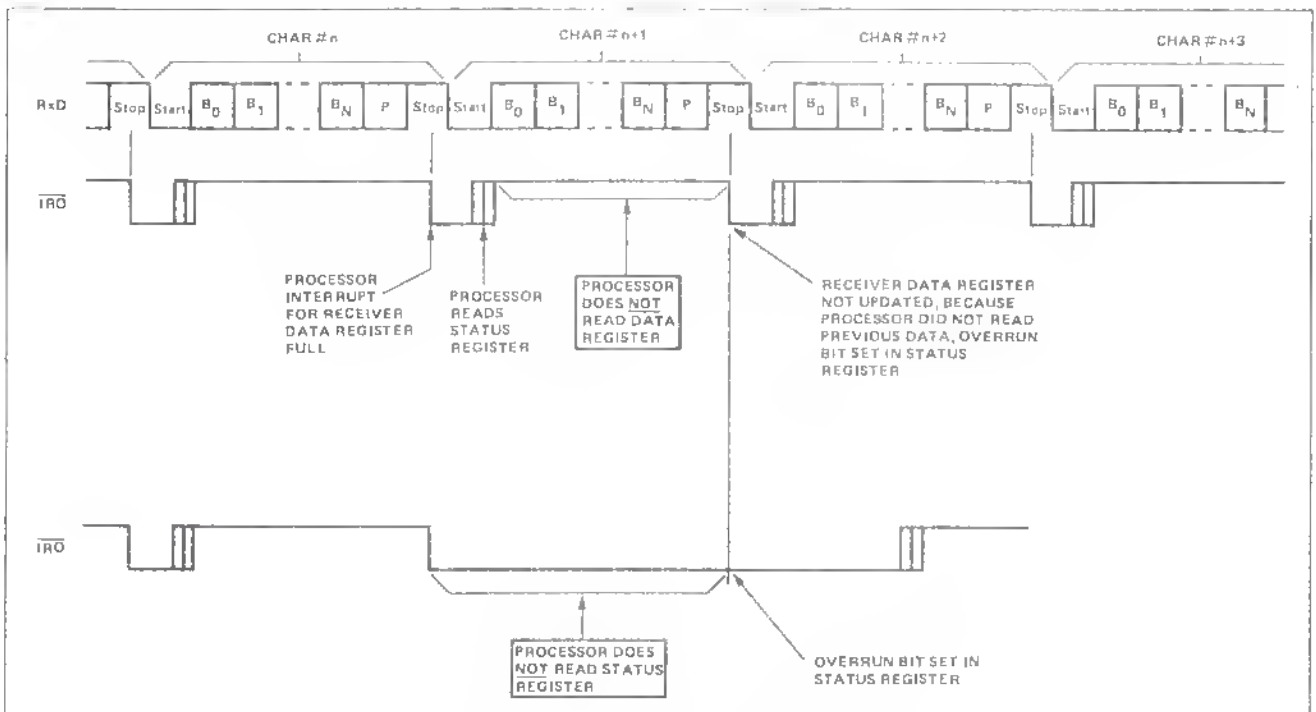 CHAR #n
CHAR #n+1
CHAR #n+2
CHAR #n+3
RxD
Stop Start B0 B1 BN P Stop Start B0 B1 BN P Stop Start B0 B1 BN P Stop Start B0 B1 BN
IRQ
PROCESSOR
INTERRUPT
FOR RECEIVER
DATA REGISTER
FULL
PROCESSOR
READS
STATUS
REGISTER
PROCESSOR
DOES NOT
READ DATA
REGISTER
RECEIVER DATA REGISTER
NOT UPDATED, BECAUSE
PROCESSOR DID NOT READ
PREVIOUS DATA, OVERRUN
BIT SET IN STATUS
REGISTER
IRQ
PROCESSOR DOES
NOT READ STATUS
REGISTER
OVERRUN BIT SET IN
STATUS REGISTER